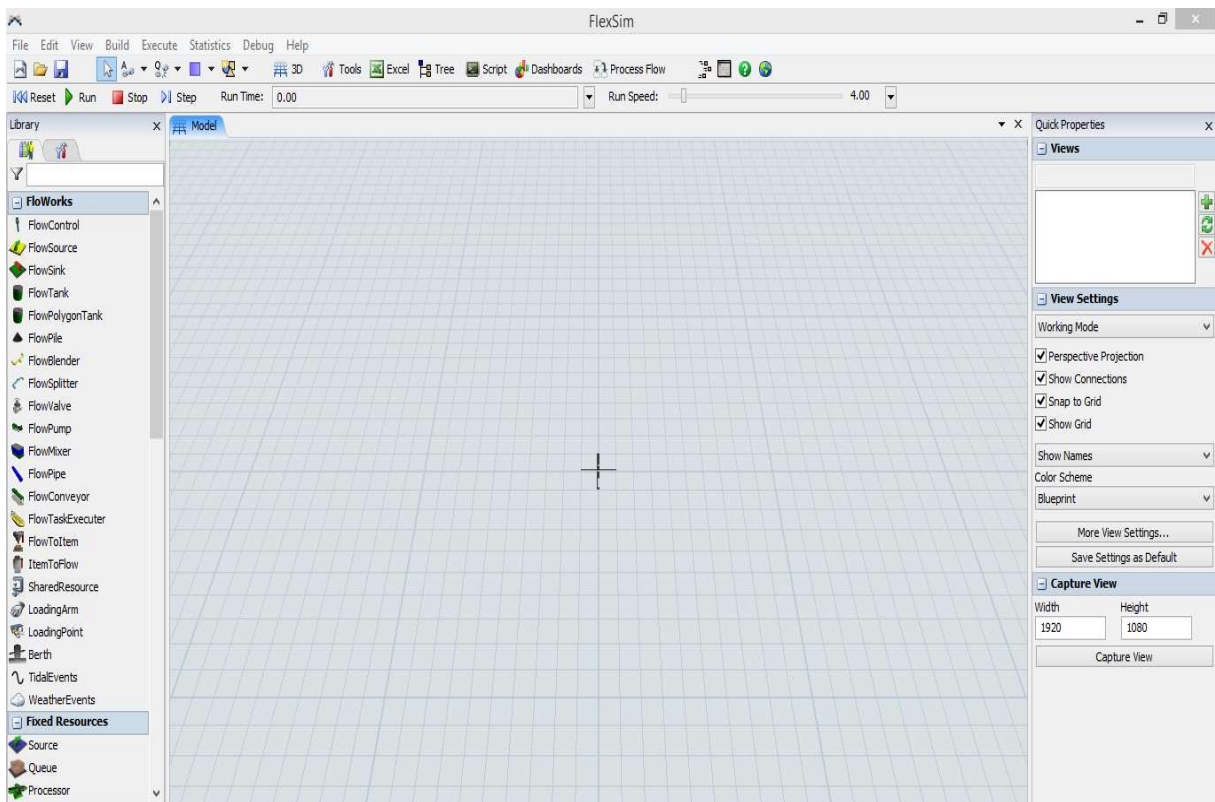 FlexSim
File Edit View Build Execute Statistics Debug Help
3D Tools Excel Tree Script Dashboards Process Flow
Reset Run Stop Step Run Time: 0.00 Run Speed: 4.00
Library
Model
Quick Properties
Views
FloWorks
FlowControl
FlowSource
FlowSink
FlowTank
FlowPolygonTank
FlowPile
FlowBlender
FlowSplitter
FlowValve
FlowPump
FlowMixer
FlowPipe
FlowConveyor
FlowTaskExecuter
FlowToItem
ItemToFlow
SharedResource
LoadingArm
LoadingPoint
Berth
TidalEvents
WeatherEvents
Fixed Resources
Source
Queue
Processor
View Settings
Working Mode
Perspective Projection
Show Connections
Snap to Grid
Show Grid
Show Names
Color Scheme
Blueprint
More View Settings...
Save Settings as Default
Capture View
Width Height
1920 1080
Capture View